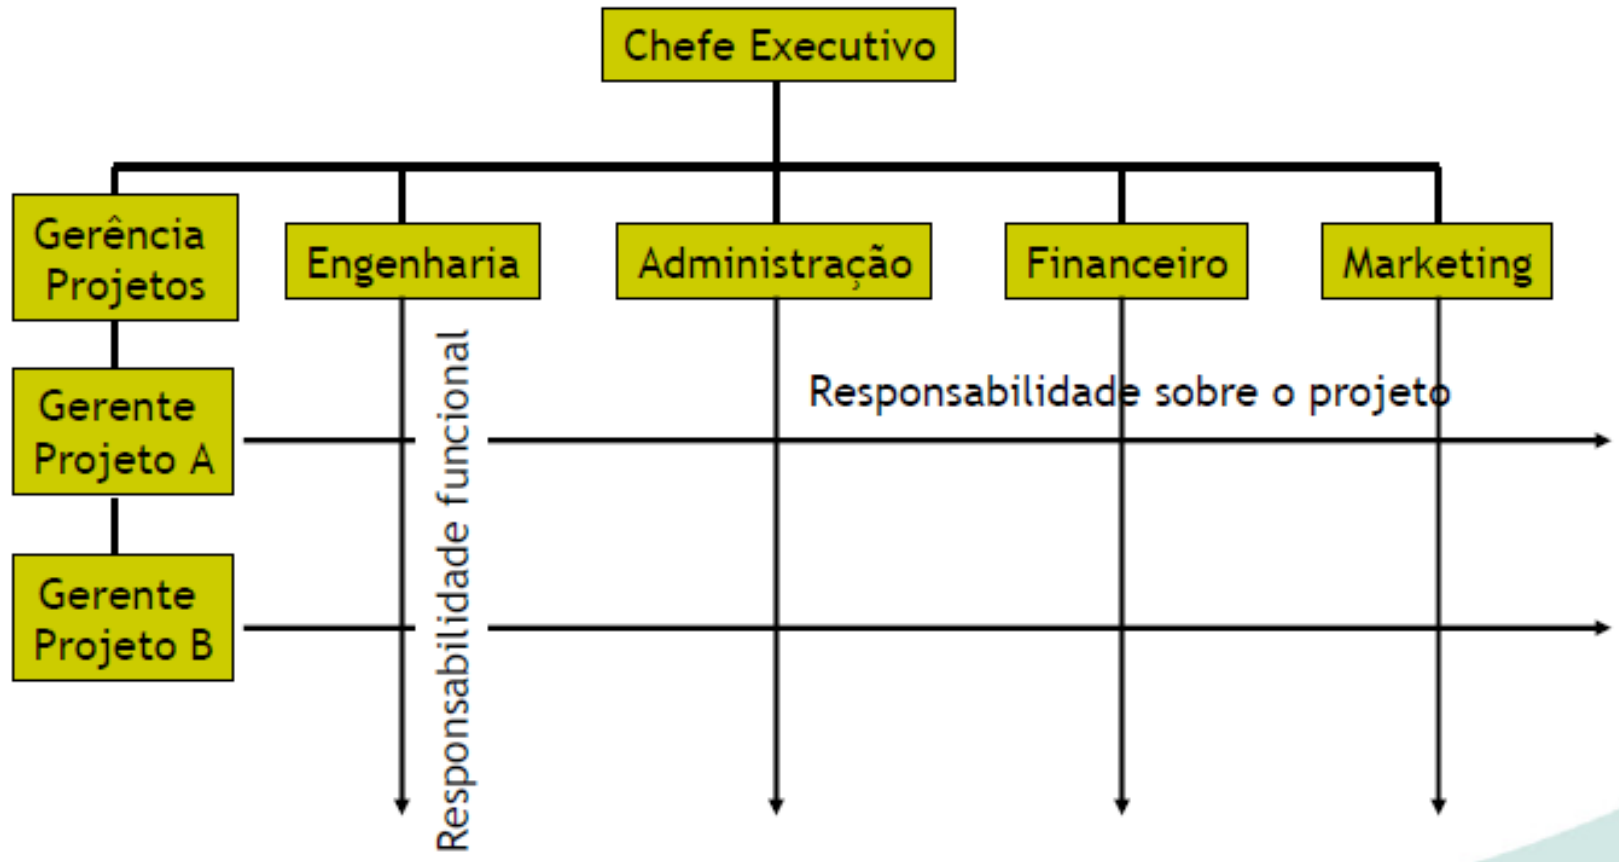 Chefe Executivo
Gerência
Projetos
Engenharia
Administração
Financeiro
Marketing
Gerente
Projeto A
Responsabilidade funcional
Responsabilidade sobre o projeto
Gerente
Projeto B